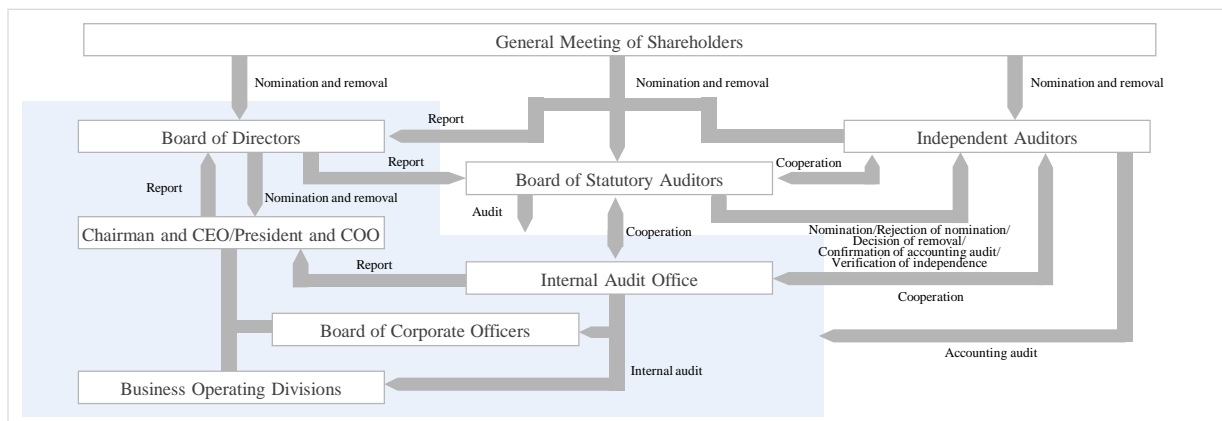 General Meeting of Shareholders
Nomination and removal
Nomination and removal
Nomination and removal
Report
Board of Directors
Independent Auditors
Report
Cooperation
Report
Board of Statutory Auditors
Nomination and removal
Audit
Chairman and CEO/President and COO
Cooperation
Nomination/Rejection of nomination/
Decision of removal/
Confirmation of accounting audit/
Verification of independence
Report
Internal Audit Office
Cooperation
Board of Corporate Officers
Accounting audit
Internal audit
Business Operating Divisions